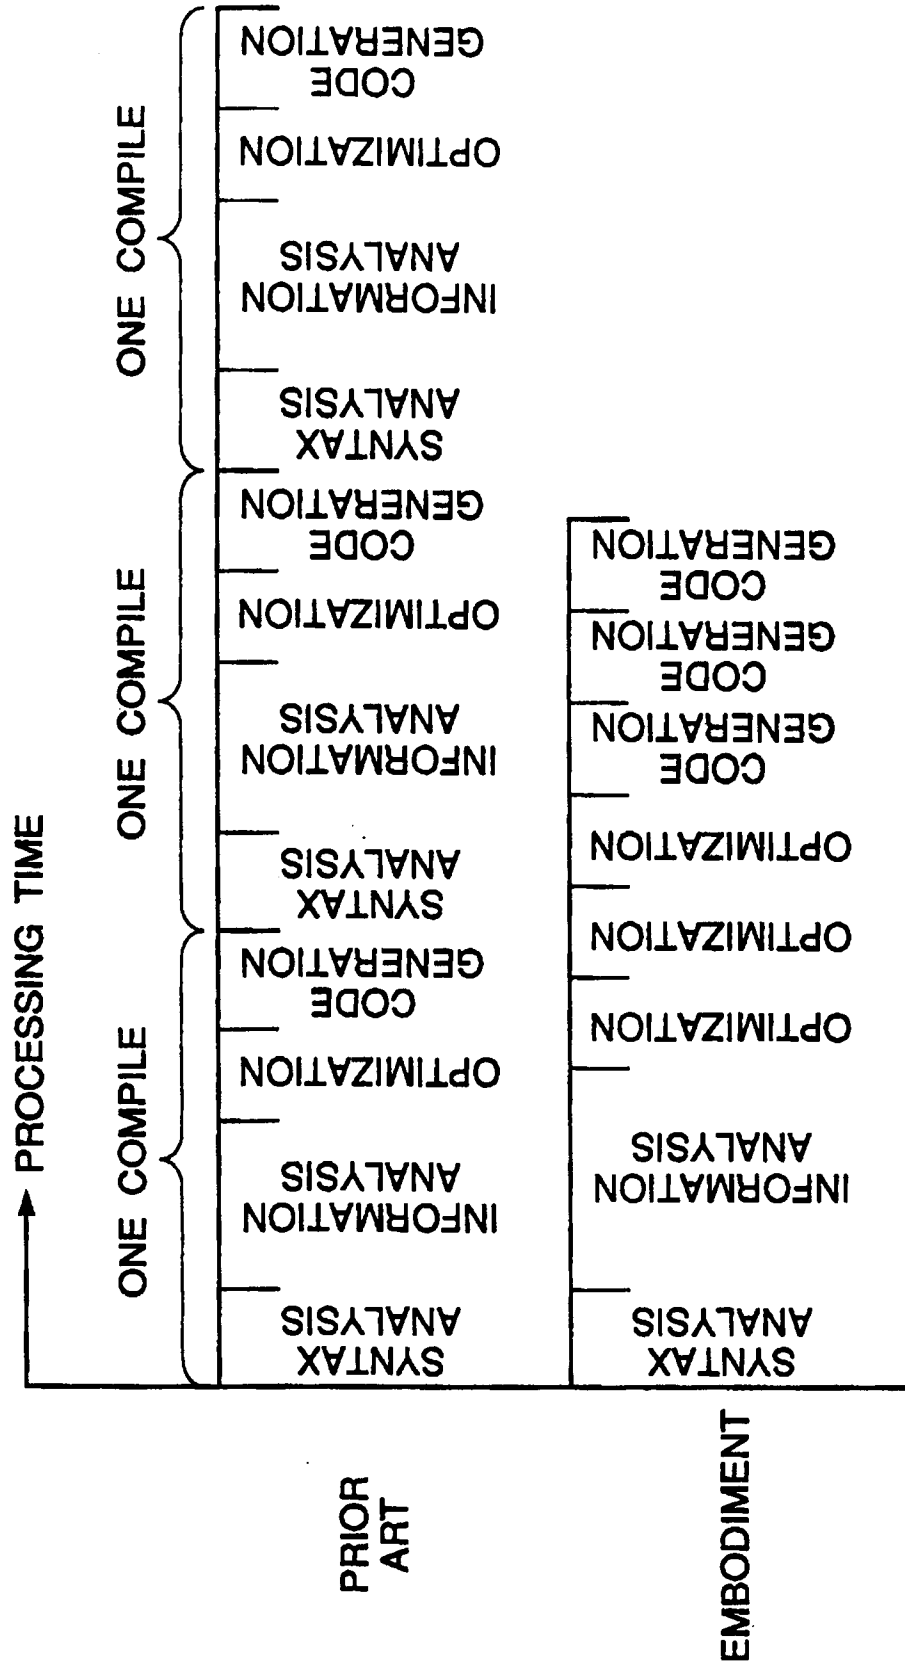 PROCESSING TIME
ONE COMPILE
ONE COMPILE
ONE COMPILE
PRIOR
ART
SYNTAX
ANALYSIS
INFORMATION
ANALYSIS
OPTIMIZATION
CODE
GENERATION
SYNTAX
ANALYSIS
INFORMATION
ANALYSIS
OPTIMIZATION
CODE
GENERATION
SYNTAX
ANALYSIS
INFORMATION
ANALYSIS
OPTIMIZATION
CODE
GENERATION
EMBODIMENT
SYNTAX
ANALYSIS
INFORMATION
ANALYSIS
OPTIMIZATION
OPTIMIZATION
OPTIMIZATION
CODE
GENERATION
CODE
GENERATION
CODE
GENERATION